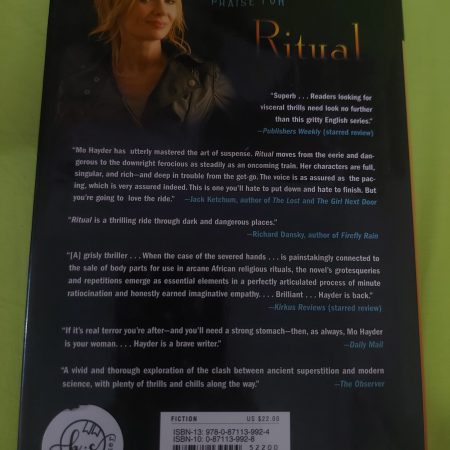 PRAISE FOR
Ritual
"Superb . . . Readers looking for
visceral thrills need look no further
than this gritty English series."
—Publishers Weekly (starred review)
"Mo Hayder has utterly mastered the art of suspense. Ritual moves from the eerie and dan-
gerous to the downright ferocious as steadily as an oncoming train. Her characters are full,
singular, and rich—and deep in trouble from the get-go. The voice is as assured as the pac-
ing, which is very assured indeed. This is one you'll hate to put down and hate to finish. But
you're going to love the ride." —Jack Ketchum, author of The Lost and The Girl Next Door
"Ritual is a thrilling ride through dark and dangerous places."
—Richard Dansky, author of Firefly Rain
"[A] grisly thriller . . . When the case of the severed hands . . . is painstakingly connected to
the sale of body parts for use in arcane African religious rituals, the novel's grotesqueries
and repetitions emerge as essential elements in a perfectly articulated process of minute
ratiocination and honestly earned imaginative empathy. . . . Brilliant . . . Hayder is back."
—Kirkus Reviews (starred review)
"If it's real terror you're after—and you'll need a strong stomach—then, as always, Mo Hayder
is your woman. . . . Hayder is a brave writer." —Daily Mail
"A vivid and thorough exploration of the clash between ancient superstition and modern
science, with plenty of thrills and chills along the way." —The Observer
FICTION US $22.00
ISBN-13: 978-0-87113-992-4
ISBN-10: 0-87113-992-8
52200